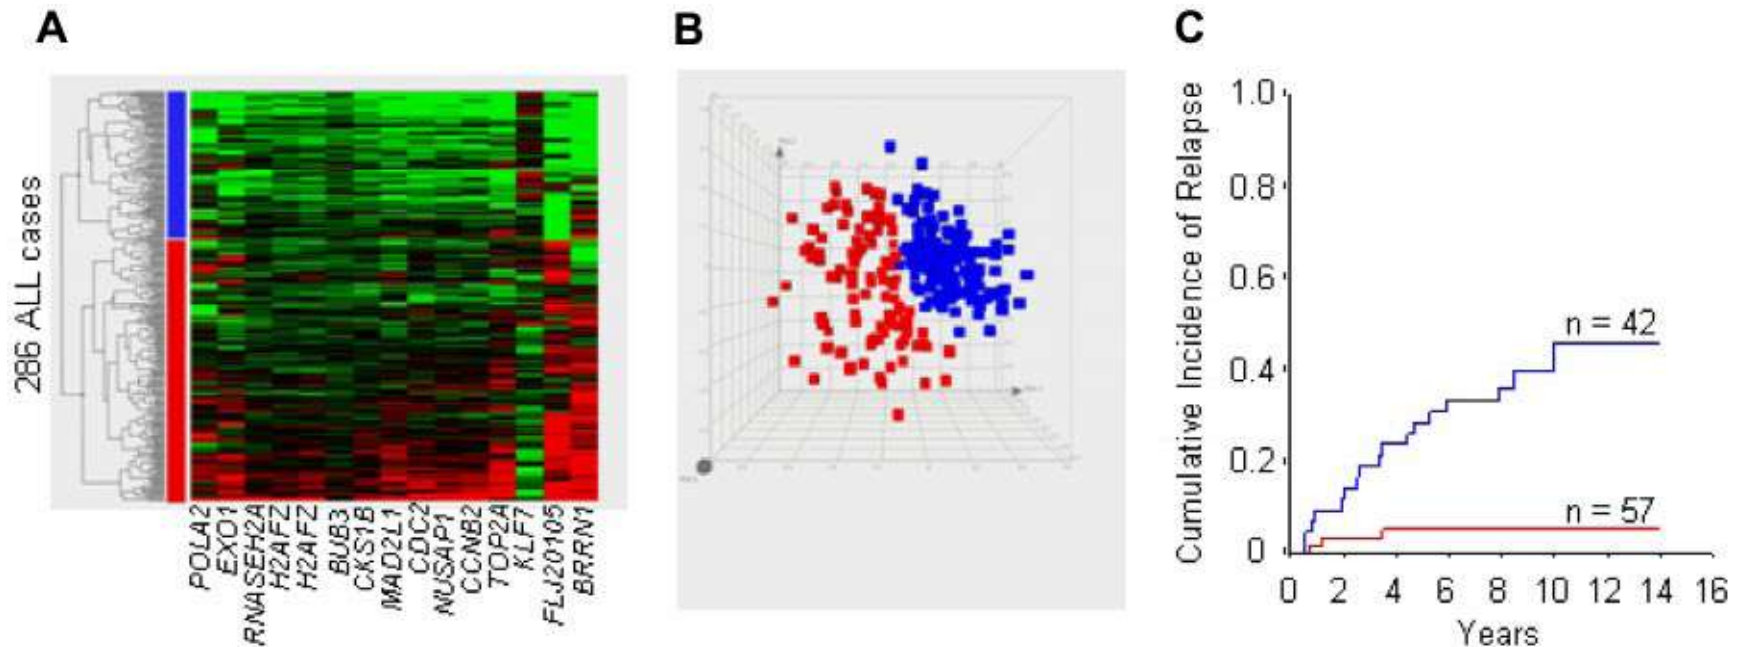 A
286 ALL cases
POLA2
EXO1
RNASEH2A
H2AFZ
H2AFZ
BUB3
CKS1B
MAD2L1
CDC2
NUSAP1
CCNB2
TOP2A
KLF7
FLJ20105
BRRN1
B
C
Cumulative Incidence of Relapse
1.0
0.8
0.6
0.4
0.2
0
n = 42
n = 57
0 2 4 6 8 10 12 14 16
Years